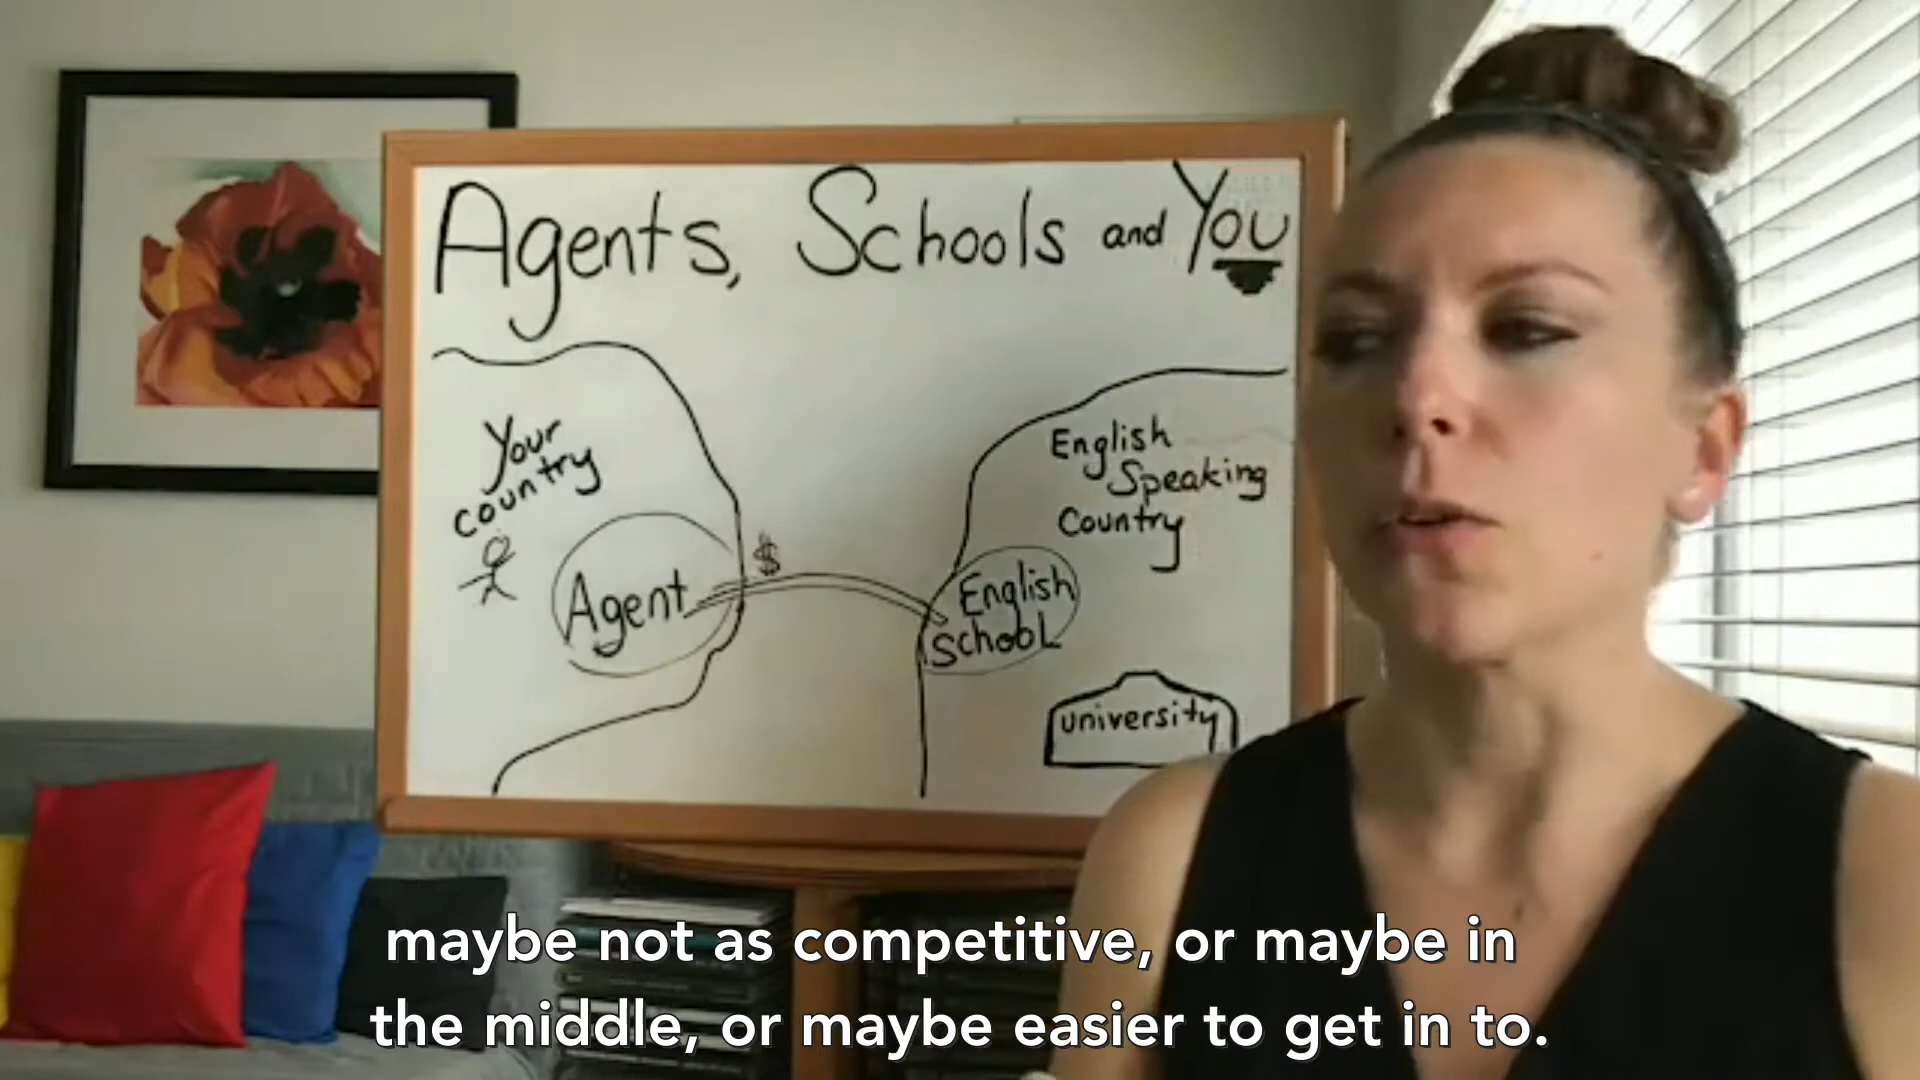 Agents, Schools and You
Your
country
Agent
$
English
Speaking
Country
English
School
university
maybe not as competitive, or maybe in
the middle, or maybe easier to get in to.